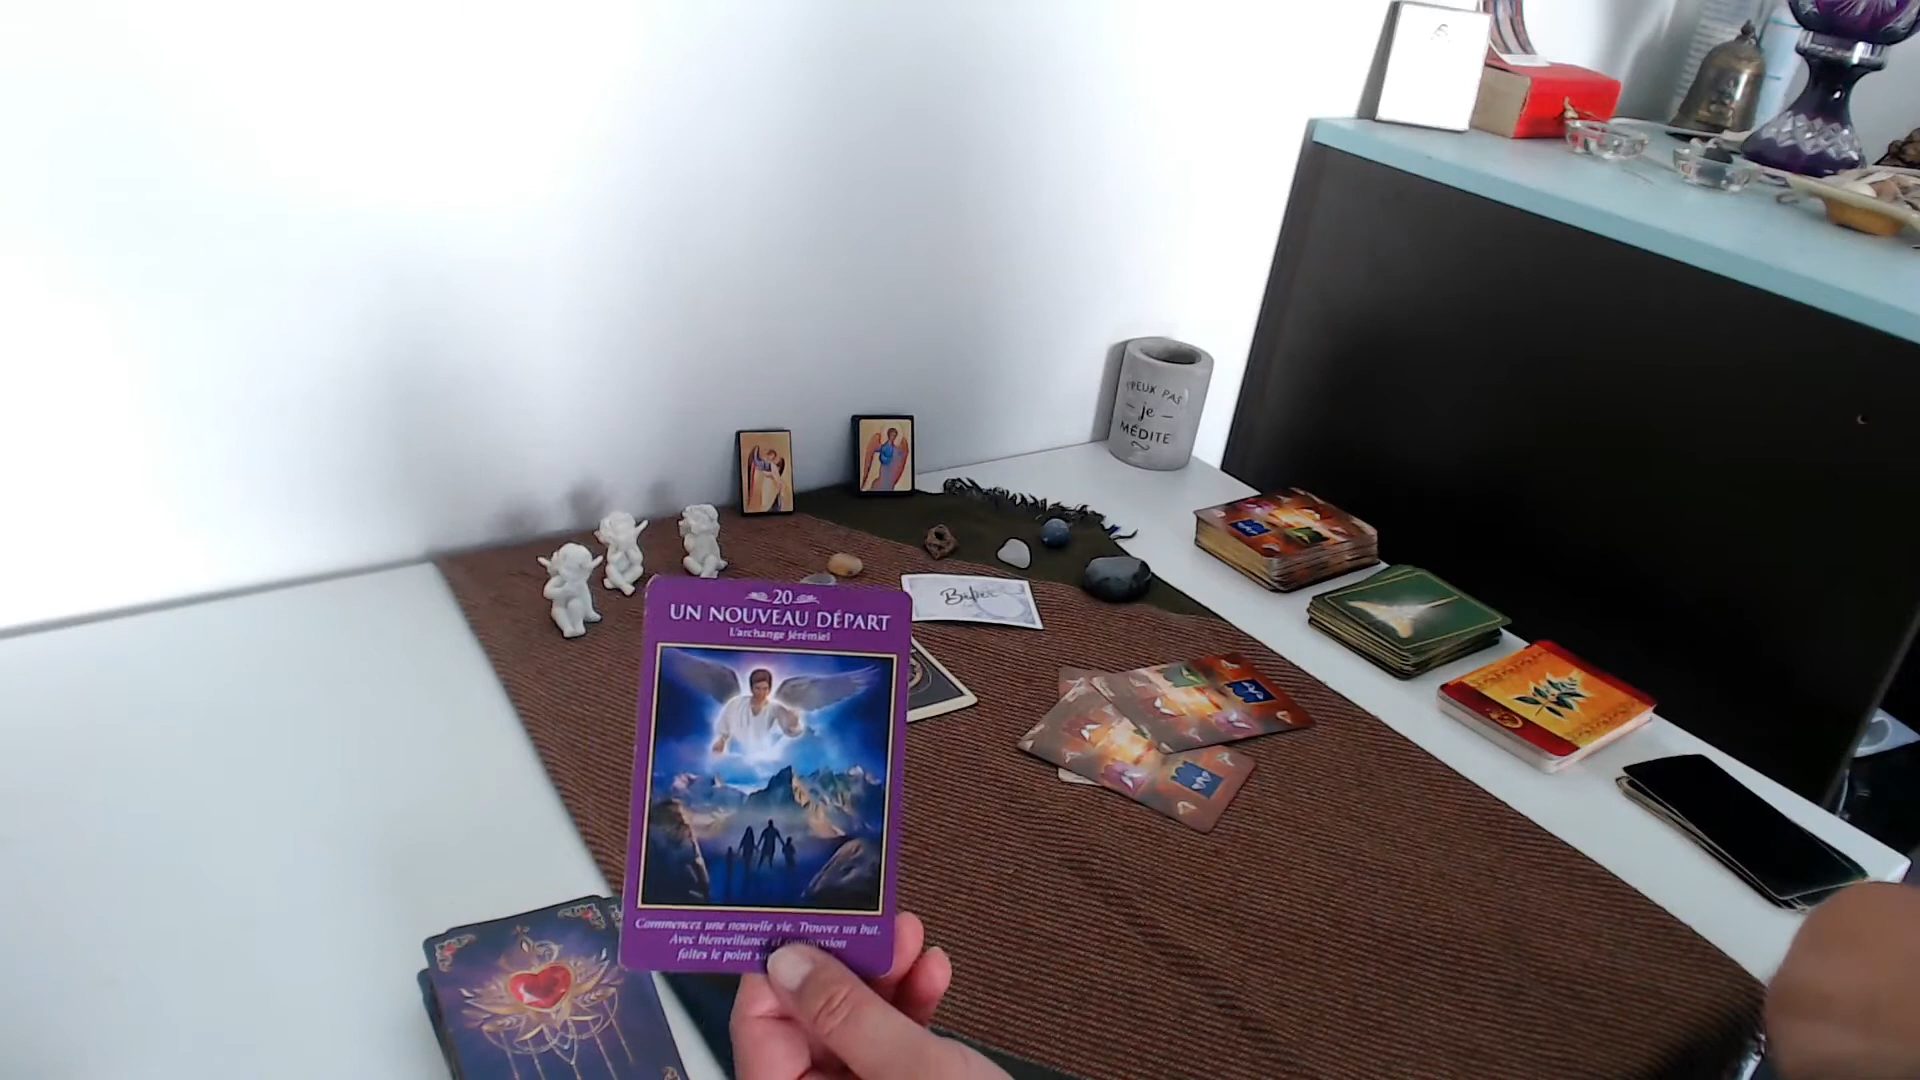 20
UN NOUVEAU DÉPART
L'archange Jérémiel
Commencez une nouvelle vie. Trouvez un but.
Avec bienveillance et compassion
faites le point
PEUX PAS
je
MÉDITE